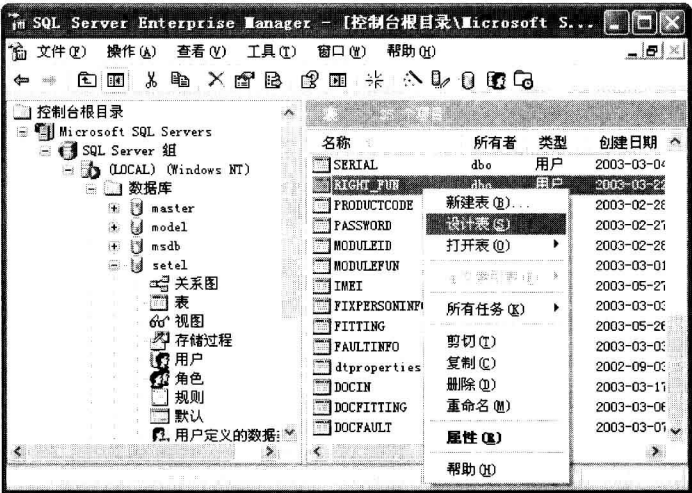 SQL Server Enterprise Manager - [控制台根目录\Microsoft S...
文件(F) 操作(A) 查看(V) 工具(T) 窗口(W) 帮助(H)
控制台根目录
Microsoft SQL Servers
SQL Server 组
(LOCAL) (Windows NT)
数据库
master
model
msdb
setel
关系图
表
视图
存储过程
用户
角色
规则
默认
用户定义的数据
名称 所有者 类型 创建日期
SERIAL dbo 用户 2003-03-04
RIGHT_FUN dbo 用户 2003-03-22
PRODUCTCODE 2003-02-28
PASSWORD 2003-02-27
MODULEID 2003-02-28
MODULEFUN 2003-03-01
IMEI 2003-05-27
FIXPERSONINF 2003-03-03
FITTING 2003-05-26
FAULTINFO 2003-03-03
dtproperties 2002-09-03
DOCIN 2003-03-17
DOCFITTING 2003-03-06
DOCFAULT 2003-03-07
新建表(B)...
设计表(S)
打开表(O)
所有任务(K)
剪切(T)
复制(C)
删除(D)
重命名(M)
属性(R)
帮助(H)